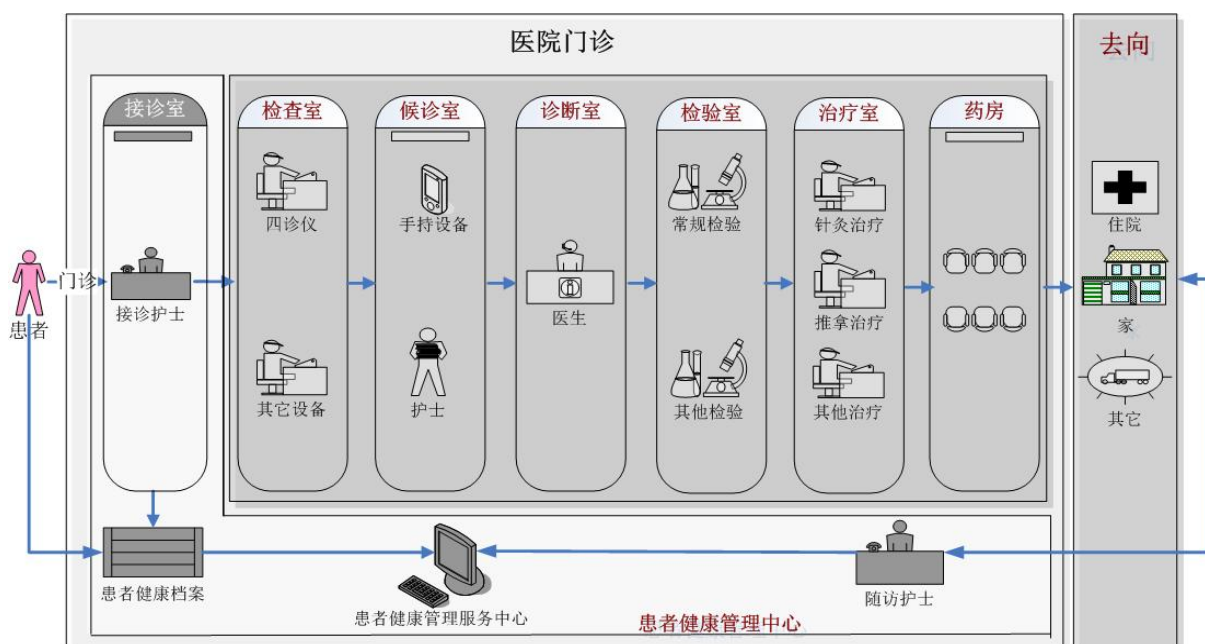 医院门诊
去向
接诊室
检查室
候诊室
诊断室
检验室
治疗室
药房
四诊仪
手持设备
常规检验
针灸治疗
住院
门诊
患者
接诊护士
医生
推拿治疗
家
其它设备
护士
其他检验
其他治疗
其它
患者健康档案
患者健康管理服务中心
随访护士
患者健康管理中心